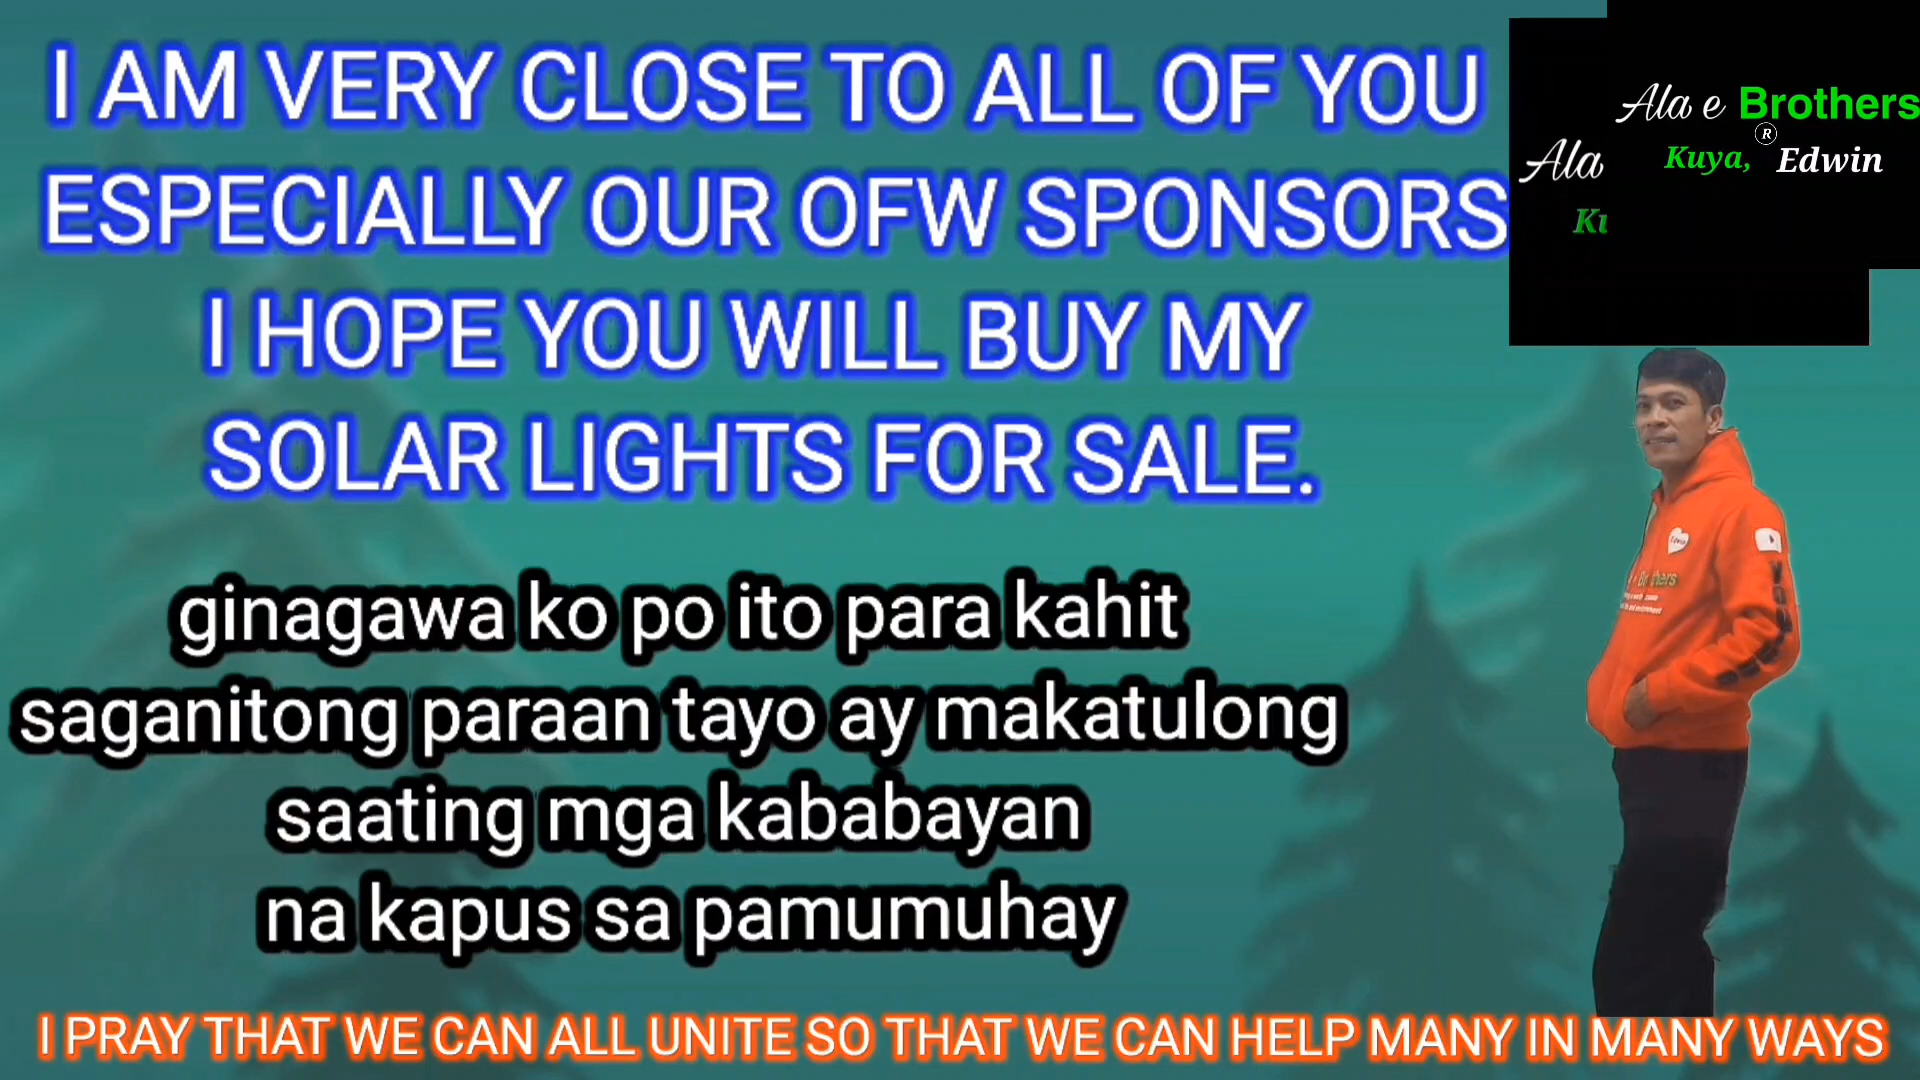 I AM VERY CLOSE TO ALL OF YOU
ESPECIALLY OUR OFW SPONSORS
I HOPE YOU WILL BUY MY
SOLAR LIGHTS FOR SALE.
Ala e Brothers
®
Kuya, Edwin
Ala
ginagawa ko po ito para kahit
saganitong paraan tayo ay makatulong
saating mga kababayan
na kapus sa pamumuhay
I PRAY THAT WE CAN ALL UNITE SO THAT WE CAN HELP MANY IN MANY WAYS